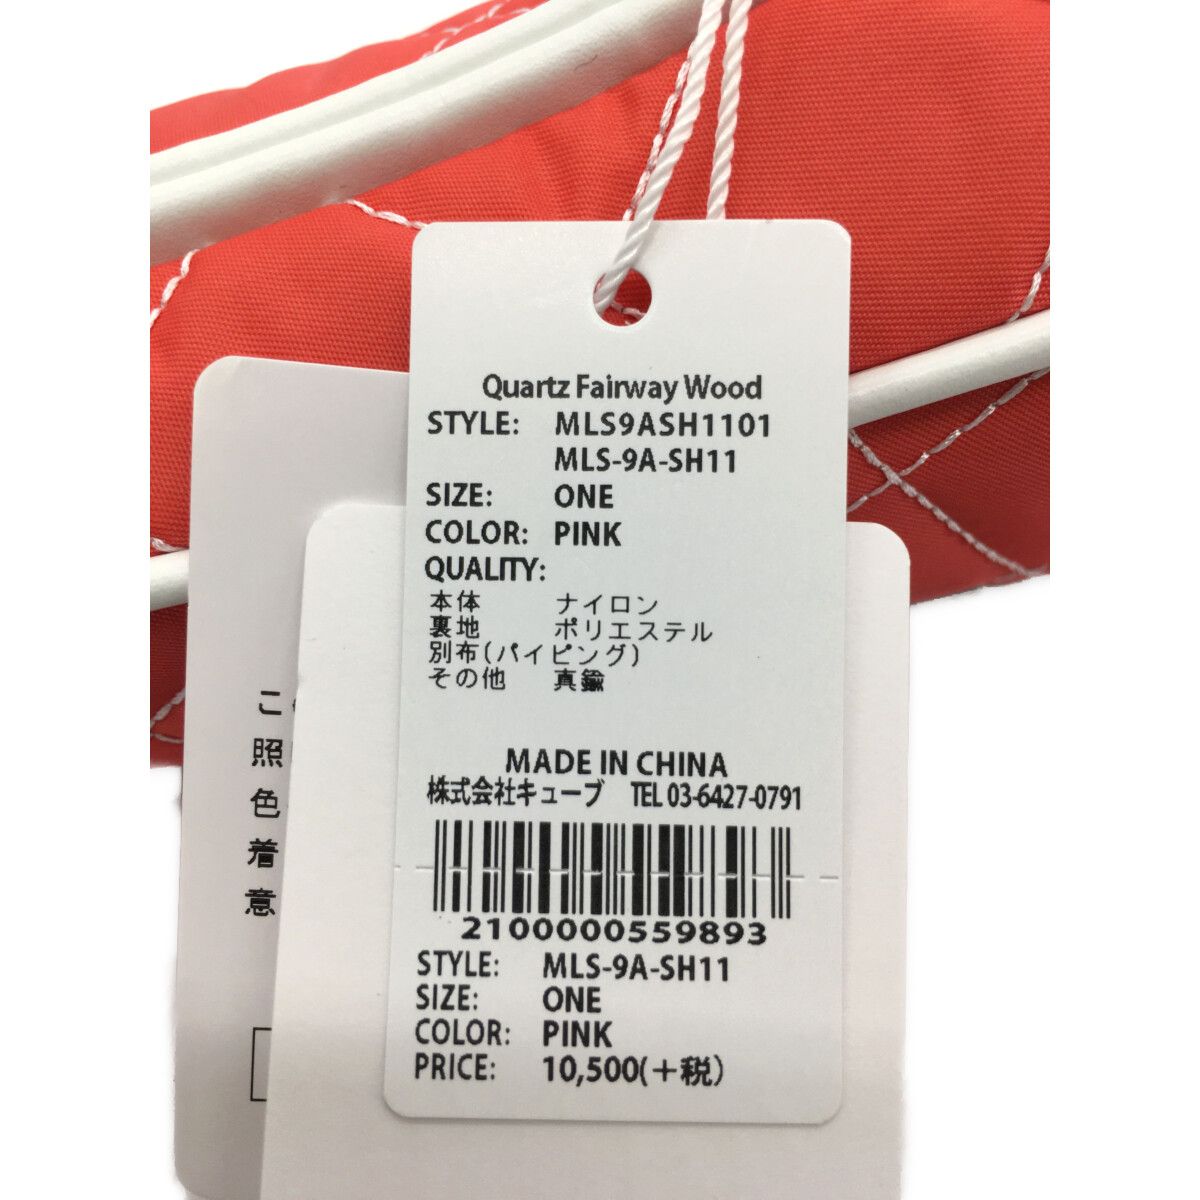 Quartz Fairway Wood
STYLE: MLS9ASH1101
MLS-9A-SH11
SIZE: ONE
COLOR: PINK
QUALITY:
本体 ナイロン
裏地 ポリエステル
別布(パイピング)
その他 真鍮
MADE IN CHINA
株式会社キューブ TEL 03-6427-0791
2100000559893
STYLE: MLS-9A-SH11
SIZE: ONE
COLOR: PINK
PRICE: 10,500(+税)
こ
照
色
着
意